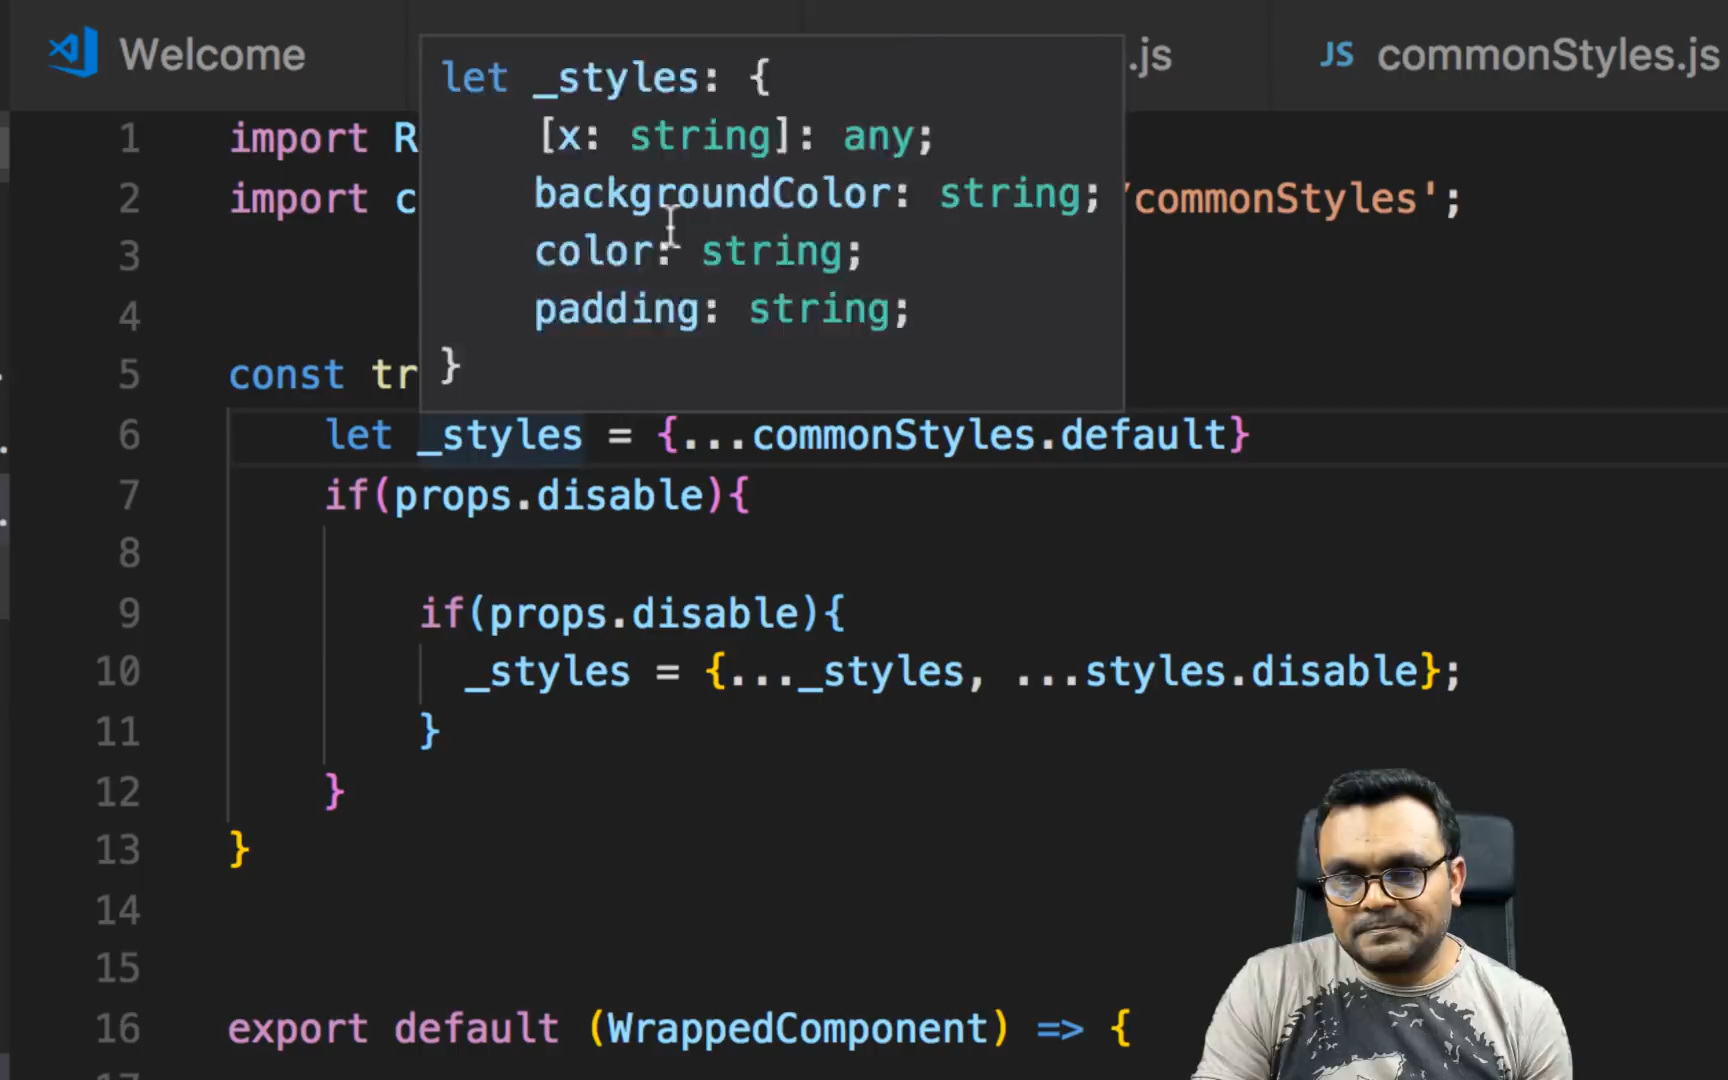 Welcome
.js
JS commonStyles.js
let _styles: {
[x: string]: any;
backgroundColor: string;
color: string;
padding: string;
}
1 import R
2 import c /commonStyles';
3
4
5 const tr
6 let _styles = {...commonStyles.default}
7 if(props.disable){
8
9 if(props.disable){
10 _styles = {..._styles, ...styles.disable};
11 }
12 }
13 }
14
15
16 export default (WrappedComponent) => {